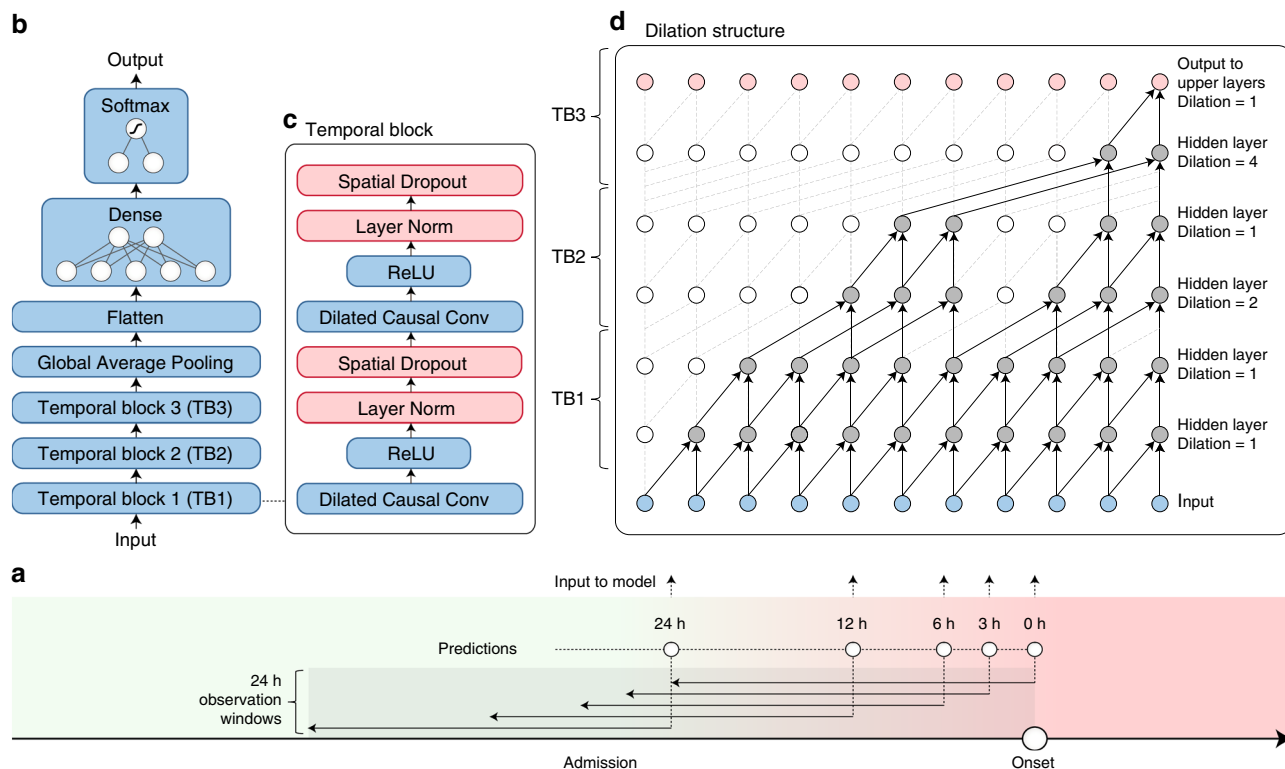 b
Output
Softmax
Dense
Flatten
Global Average Pooling
Temporal block 3 (TB3)
Temporal block 2 (TB2)
Temporal block 1 (TB1)
Input
c
Temporal block
Spatial Dropout
Layer Norm
ReLU
Dilated Causal Conv
Spatial Dropout
Layer Norm
ReLU
Dilated Causal Conv
d
Dilation structure
TB3
TB2
TB1
Output to
upper layers
Dilation = 1
Hidden layer
Dilation = 4
Hidden layer
Dilation = 1
Hidden layer
Dilation = 2
Hidden layer
Dilation = 1
Hidden layer
Dilation = 1
Input
a
Input to model
24 h
12 h
6 h
3 h
0 h
Predictions
24 h
observation
windows
Admission
Onset